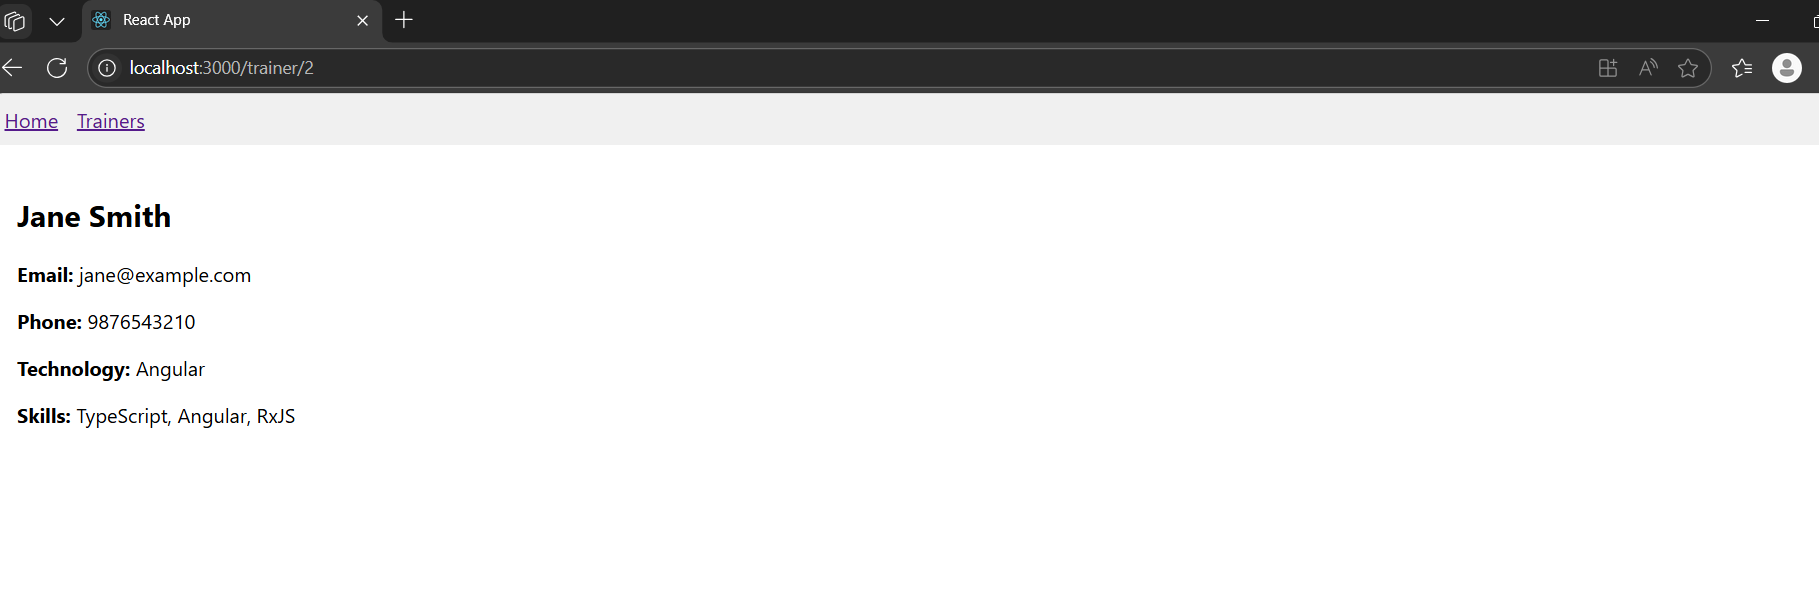 React App
localhost:3000/trainer/2
Home Trainers
Jane Smith
Email: jane@example.com
Phone: 9876543210
Technology: Angular
Skills: TypeScript, Angular, RxJS